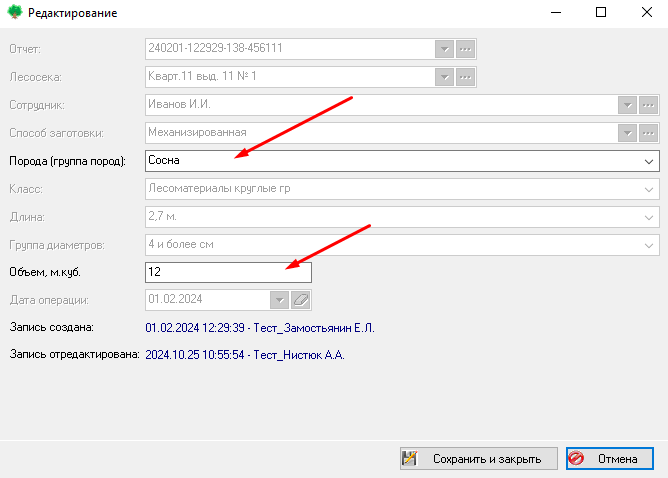 Редактирование
Отчет: 240201-122929-138-456111
Лесосека: Кварт.11 выд. 11 № 1
Сотрудник: Иванов И.И.
Способ заготовки: Механизированная
Порода (группа пород): Сосна
Класс: Лесоматериалы круглые гр
Длина: 2,7 м.
Группа диаметров: 4 и более см
Объем, м.куб. 12
Дата операции: 01.02.2024
Запись создана: 01.02.2024 12:29:39 - Тест_Замостьянин Е.Л.
Запись отредактирована: 2024.10.25 10:55:54 - Тест_Нистюк А.А.
Сохранить и закрыть Отмена